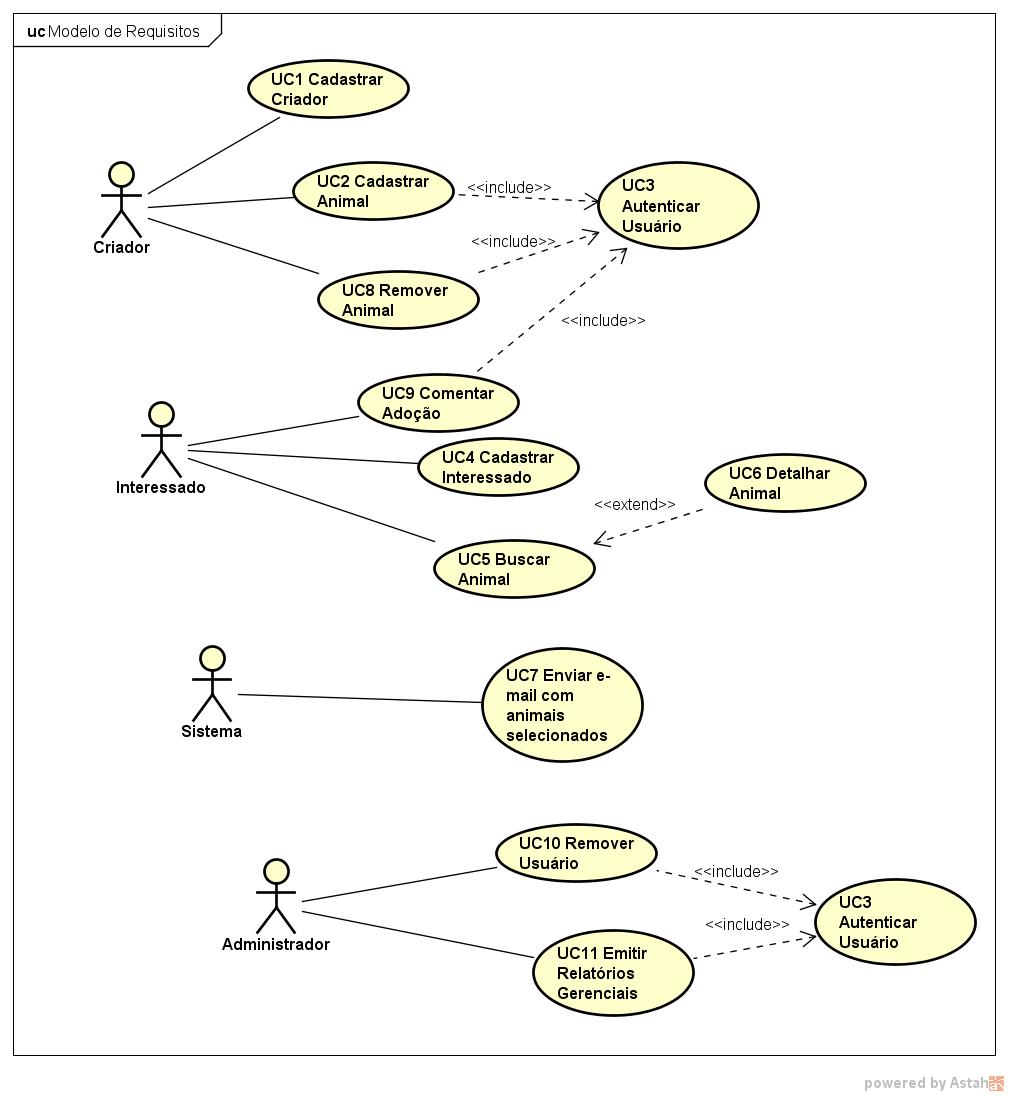 uc Modelo de Requisitos
UC1 Cadastrar
Criador
UC2 Cadastrar
Animal
<<include>>
UC3
Autenticar
Usuário
Criador
<<include>>
UC8 Remover
Animal
<<include>>
UC9 Comentar
Adoção
UC4 Cadastrar
Interessado
Interessado
UC6 Detalhar
Animal
<<extend>>
UC5 Buscar
Animal
UC7 Enviar e-
mail com
animais
selecionados
Sistema
UC10 Remover
Usuário
<<include>>
UC3
Autenticar
Usuário
<<include>>
Administrador
UC11 Emitir
Relatórios
Gerenciais
powered by Astah